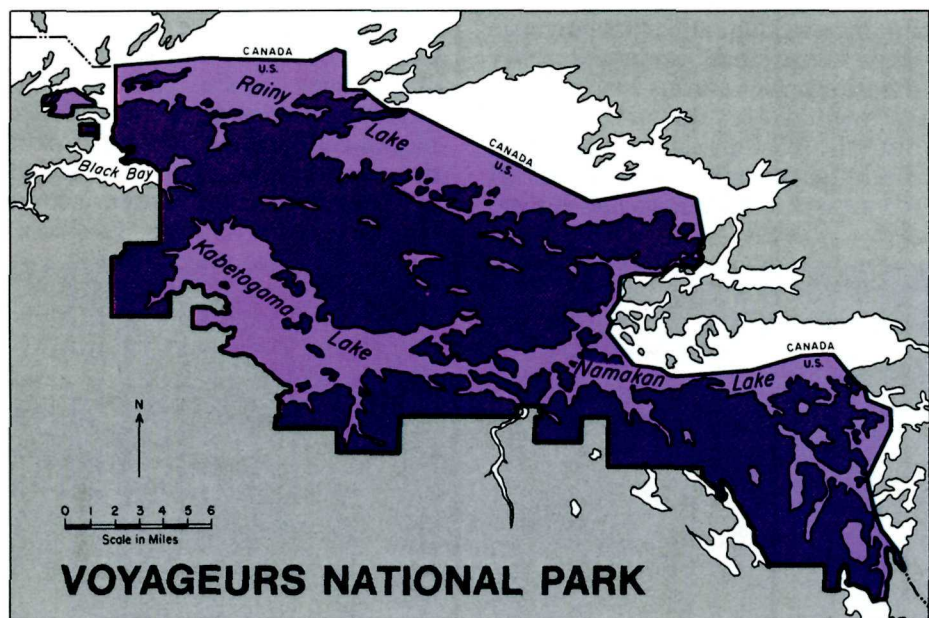 CANADA
U.S.
Rainy
Lake
CANADA
U.S.
Black Bay
Kabetogama
Lake
CANADA
U.S.
Namakan
Lake
N
0 1 2 3 4 5 6
Scale in Miles
VOYAGEURS NATIONAL PARK